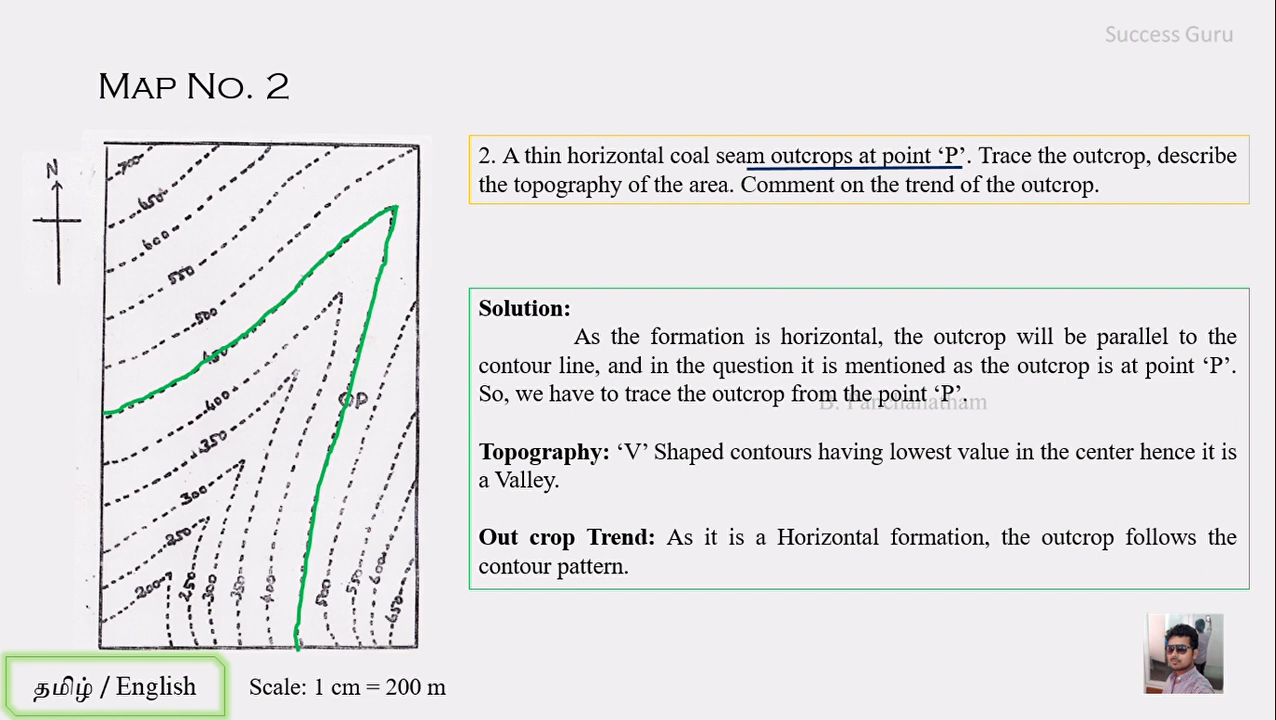 Success Guru
MAP NO. 2
N
700
650
600
550
500
450
400
350
300
250
200
250
300
350
400
500
550
600
650
P
2. A thin horizontal coal seam outcrops at point ‘P’. Trace the outcrop, describe
the topography of the area. Comment on the trend of the outcrop.
Solution:
As the formation is horizontal, the outcrop will be parallel to the
contour line, and in the question it is mentioned as the outcrop is at point ‘P’.
So, we have to trace the outcrop from the point ‘P’.
B. Panchanatham
Topography: ‘V’ Shaped contours having lowest value in the center hence it is
a Valley.
Out crop Trend: As it is a Horizontal formation, the outcrop follows the
contour pattern.
தமிழ் / English
Scale: 1 cm = 200 m